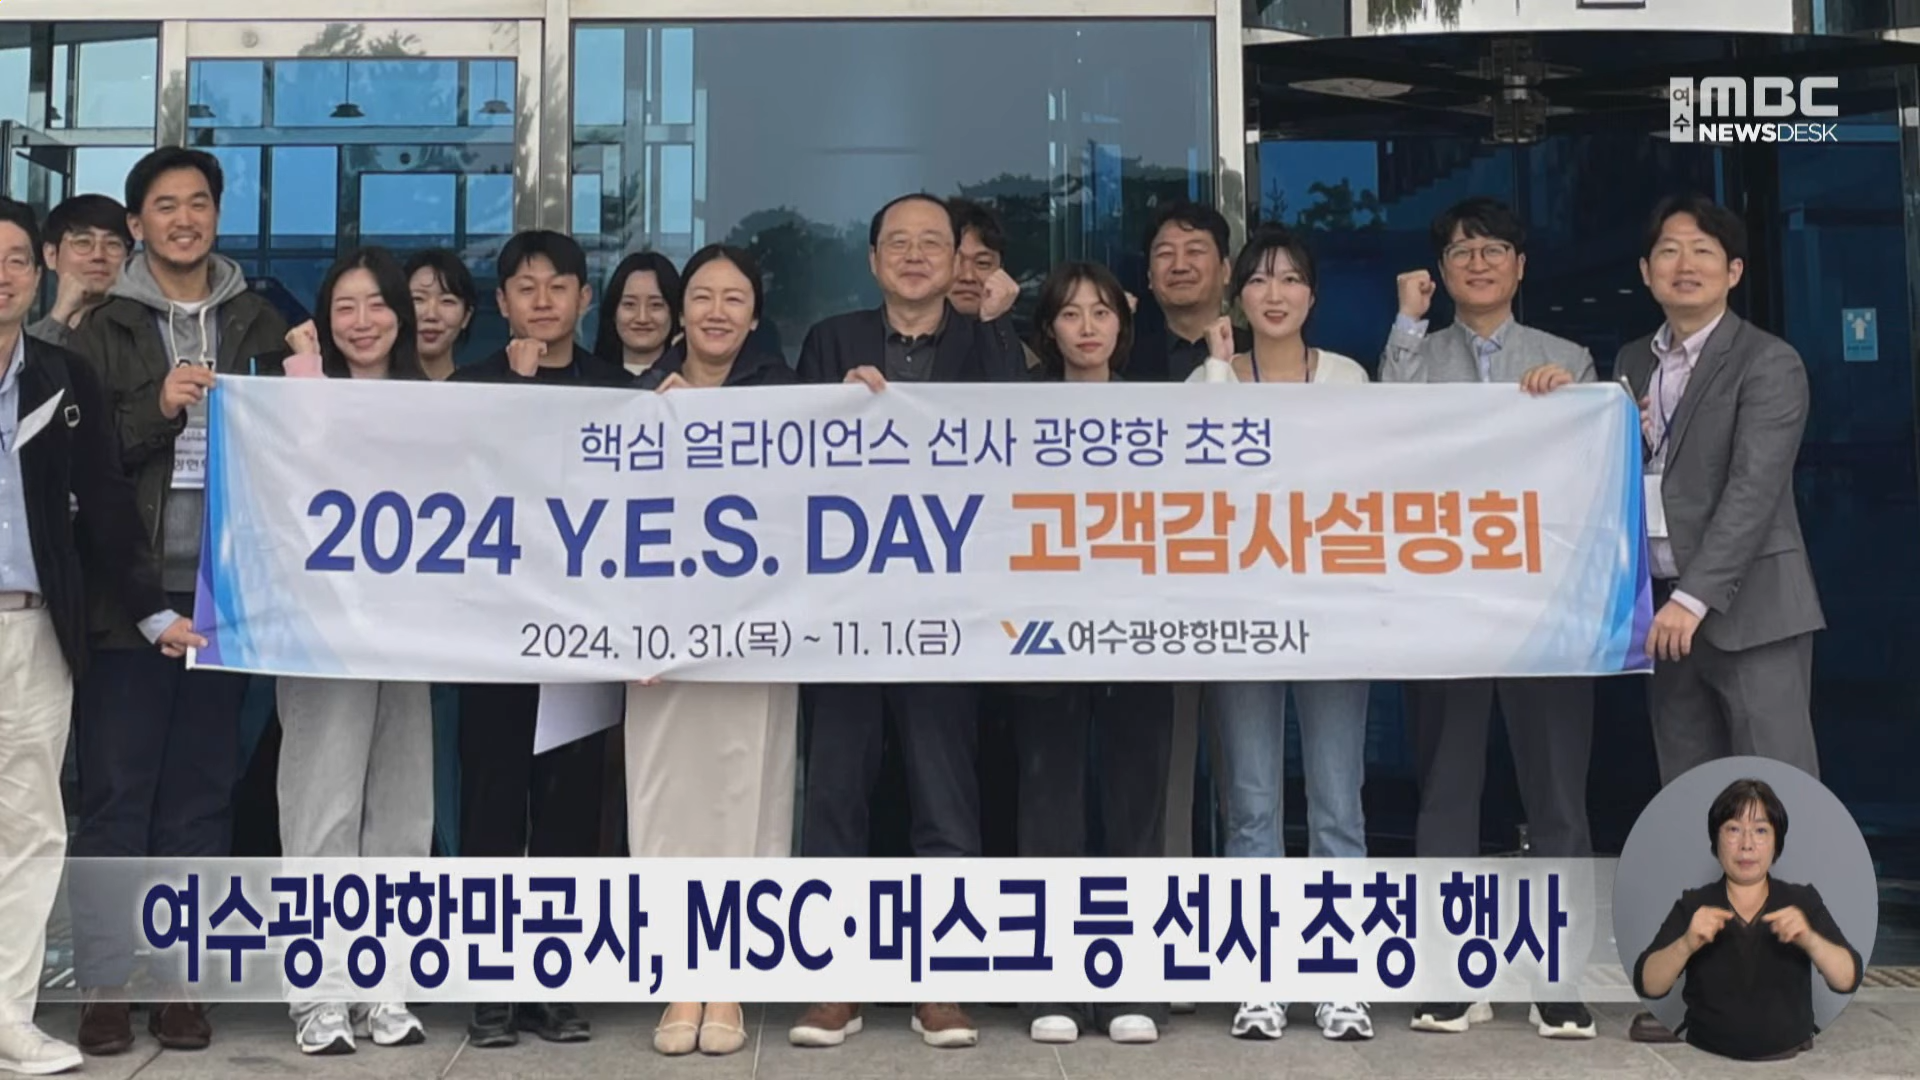 여수 MBC
NEWSDESK
핵심 얼라이언스 선사 광양항 초청
2024 Y.E.S. DAY 고객감사설명회
2024. 10. 31.(목) ~ 11. 1.(금) 여수광양항만공사
여수광양항만공사, MSC·머스크 등 선사 초청 행사